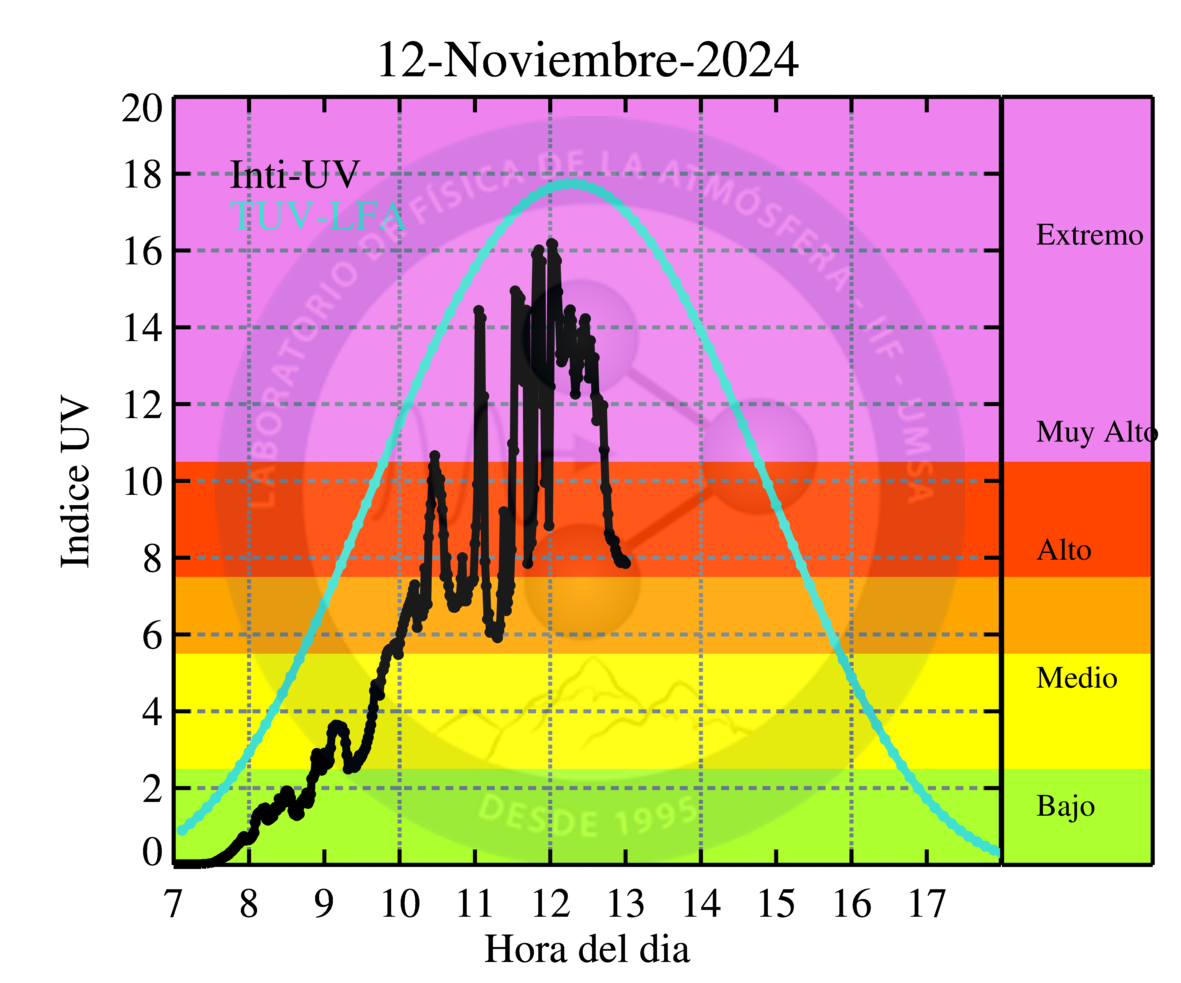 12-Noviembre-2024
20
18
16
14
12
10
8
6
4
2
0
Indice UV
Inti-UV
TUV-LFA
LABORATORIO DE FÍSICA DE LA ATMÓSFERA - IIF - UMSA
DESDE 1995
Extremo
Muy Alto
Alto
Medio
Bajo
7 8 9 10 11 12 13 14 15 16 17
Hora del dia